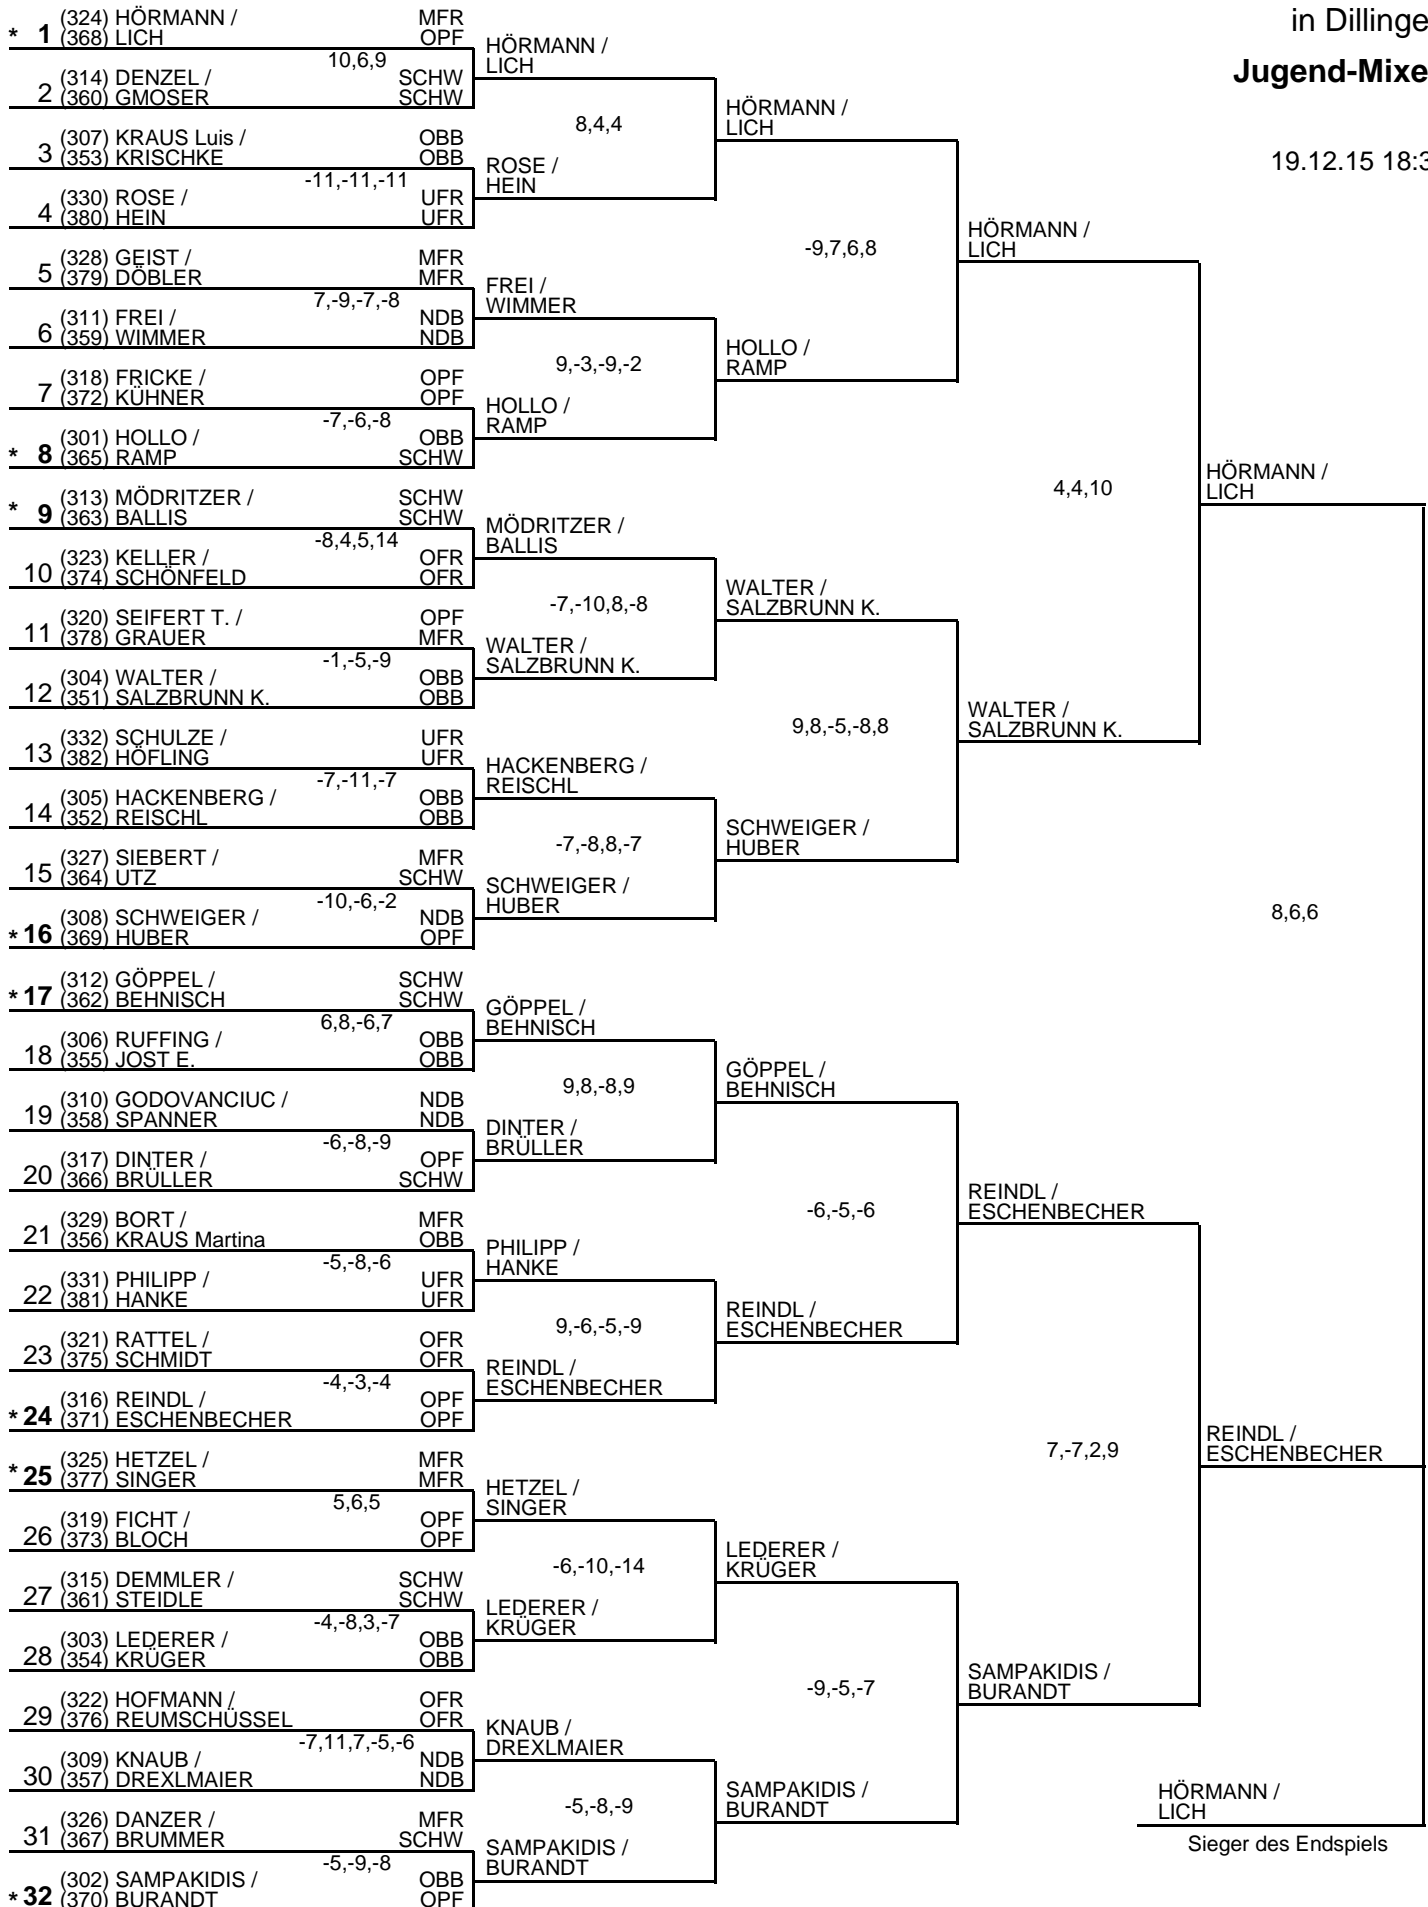 in Dillinge
Jugend-Mixe
19.12.15 18:3
(324) HÖRMANN / MFR
* 1 (368) LICH OPF
10,6,9
(314) DENZEL / SCHW
2 (360) GMOSER SCHW
(307) KRAUS Luis / OBB
3 (353) KRISCHKE OBB
-11,-11,-11
(330) ROSE / UFR
4 (380) HEIN UFR
(328) GEIST / MFR
5 (379) DÖBLER MFR
7,-9,-7,-8
(311) FREI / NDB
6 (359) WIMMER NDB
(318) FRICKE / OPF
7 (372) KÜHNER OPF
-7,-6,-8
(301) HOLLO / OBB
* 8 (365) RAMP SCHW
(313) MÖDRITZER / SCHW
* 9 (363) BALLIS SCHW
-8,4,5,14
(323) KELLER / OFR
10 (374) SCHÖNFELD OFR
(320) SEIFERT T. / OPF
11 (378) GRAUER MFR
-1,-5,-9
(304) WALTER / OBB
12 (351) SALZBRUNN K. OBB
(332) SCHULZE / UFR
13 (382) HÖFLING UFR
-7,-11,-7
(305) HACKENBERG / OBB
14 (352) REISCHL OBB
(327) SIEBERT / MFR
15 (364) UTZ SCHW
-10,-6,-2
(308) SCHWEIGER / NDB
* 16 (369) HUBER OPF
(312) GÖPPEL / SCHW
* 17 (362) BEHNISCH SCHW
6,8,-6,7
(306) RUFFING / OBB
18 (355) JOST E. OBB
(310) GODOVANCIUC / NDB
19 (358) SPANNER NDB
-6,-8,-9
(317) DINTER / OPF
20 (366) BRÜLLER SCHW
(329) BORT / MFR
21 (356) KRAUS Martina OBB
-5,-8,-6
(331) PHILIPP / UFR
22 (381) HANKE UFR
(321) RATTEL / OFR
23 (375) SCHMIDT OFR
-4,-3,-4
(316) REINDL / OPF
* 24 (371) ESCHENBECHER OPF
(325) HETZEL / MFR
* 25 (377) SINGER MFR
5,6,5
(319) FICHT / OPF
26 (373) BLOCH OPF
(315) DEMMLER / SCHW
27 (361) STEIDLE SCHW
-4,-8,3,-7
(303) LEDERER / OBB
28 (354) KRÜGER OBB
(322) HOFMANN / OFR
29 (376) REUMSCHÜSSEL OFR
-7,11,7,-5,-6
(309) KNAUB / NDB
30 (357) DREXLMAIER NDB
(326) DANZER / MFR
31 (367) BRUMMER SCHW
-5,-9,-8
(302) SAMPAKIDIS / OBB
* 32 (370) BURANDT OPF
HÖRMANN /
LICH
8,4,4
ROSE /
HEIN
FREI /
WIMMER
9,-3,-9,-2
HOLLO /
RAMP
MÖDRITZER /
BALLIS
-7,-10,8,-8
WALTER /
SALZBRUNN K.
HACKENBERG /
REISCHL
-7,-8,8,-7
SCHWEIGER /
HUBER
GÖPPEL /
BEHNISCH
9,8,-8,9
DINTER /
BRÜLLER
PHILIPP /
HANKE
9,-6,-5,-9
REINDL /
ESCHENBECHER
HETZEL /
SINGER
-6,-10,-14
LEDERER /
KRÜGER
KNAUB /
DREXLMAIER
-5,-8,-9
SAMPAKIDIS /
BURANDT
HÖRMANN /
LICH
-9,7,6,8
HOLLO /
RAMP
WALTER /
SALZBRUNN K.
9,8,-5,-8,8
SCHWEIGER /
HUBER
GÖPPEL /
BEHNISCH
-6,-5,-6
REINDL /
ESCHENBECHER
LEDERER /
KRÜGER
-9,-5,-7
SAMPAKIDIS /
BURANDT
HÖRMANN /
LICH
4,4,10
WALTER /
SALZBRUNN K.
REINDL /
ESCHENBECHER
7,-7,2,9
SAMPAKIDIS /
BURANDT
HÖRMANN /
LICH
8,6,6
REINDL /
ESCHENBECHER
HÖRMANN /
LICH
Sieger des Endspiels